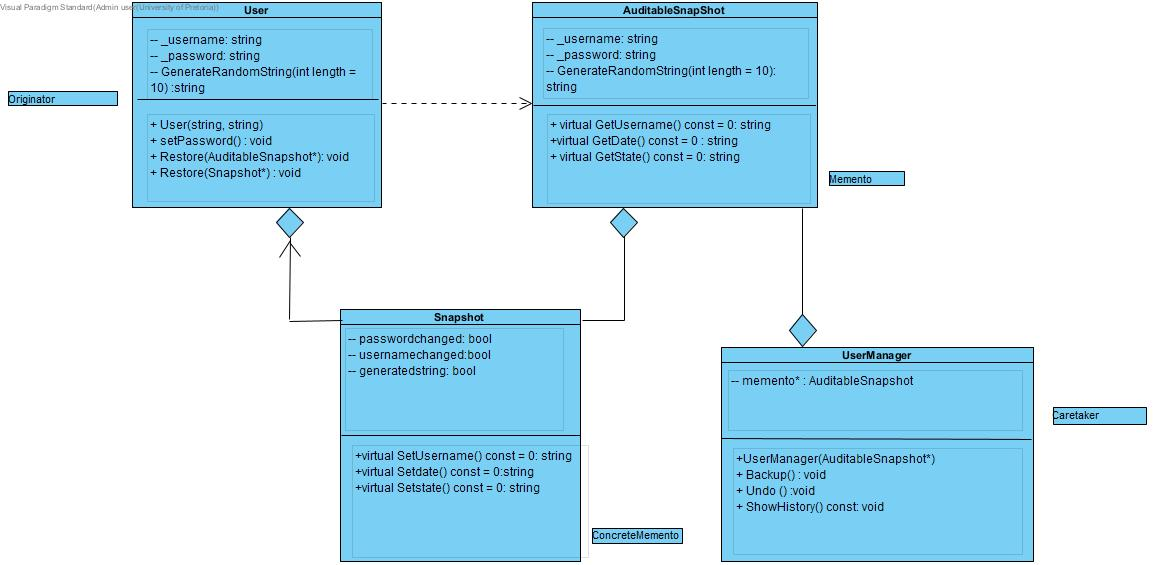 Visual Paradigm Standard(Admin user(University of Pretoria))
User
-- _username: string
-- _password: string
-- GenerateRandomString(int length =
10) :string
+ User(string, string)
+ setPassword() : void
+ Restore(AuditableSnapshot*): void
+ Restore(Snapshot*) : void
Originator
AuditableSnapShot
-- _username: string
-- _password: string
-- GenerateRandomString(int length = 10):
string
+ virtual GetUsername() const = 0: string
+virtual GetDate() const = 0 : string
+ virtual GetState() const = 0: string
Memento
Snapshot
-- passwordchanged: bool
-- usernamechanged:bool
-- generatedstring: bool
+virtual SetUsername() const = 0: string
+virtual Setdate() const = 0:string
+virtual Setstate() const = 0: string
ConcreteMemento
UserManager
-- memento* : AuditableSnapshot
+UserManager(AuditableSnapshot*)
+ Backup() : void
+ Undo () :void
+ ShowHistory() const: void
Caretaker